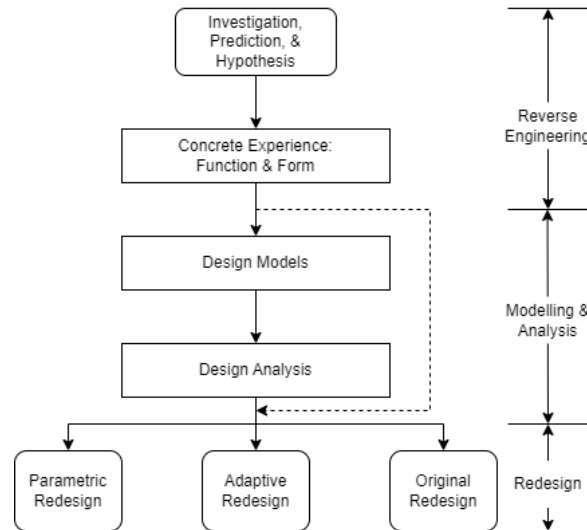 Investigation,
Prediction, &
Hypothesis
Reverse
Engineering
Concrete Experience:
Function & Form
Design Models
Modelling &
Analysis
Design Analysis
Parametric
Redesign
Adaptive
Redesign
Original
Redesign
Redesign